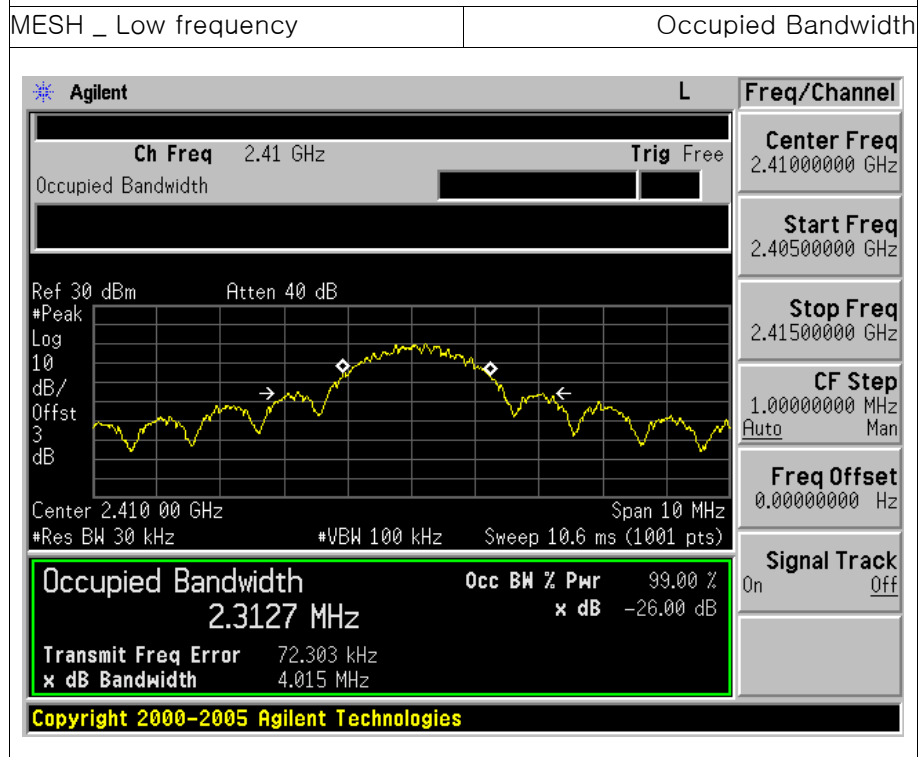 MESH _ Low frequency
Occupied Bandwidth
Agilent
L
Freq/Channel
Ch Freq 2.41 GHz
Trig Free
Occupied Bandwidth
Center Freq
2.41000000 GHz
Start Freq
2.40500000 GHz
Stop Freq
2.41500000 GHz
CF Step
1.00000000 MHz
Auto Man
Freq Offset
0.00000000 Hz
Signal Track
On Off
Ref 30 dBm
Atten 40 dB
#Peak
Log
10
dB/
Offst
3
dB
Center 2.410 00 GHz
Span 10 MHz
#Res BW 30 kHz
#VBW 100 kHz
Sweep 10.6 ms (1001 pts)
Occupied Bandwidth
2.3127 MHz
Occ BW % Pwr 99.00 %
x dB -26.00 dB
Transmit Freq Error 72.303 kHz
x dB Bandwidth 4.015 MHz
Copyright 2000-2005 Agilent Technologies